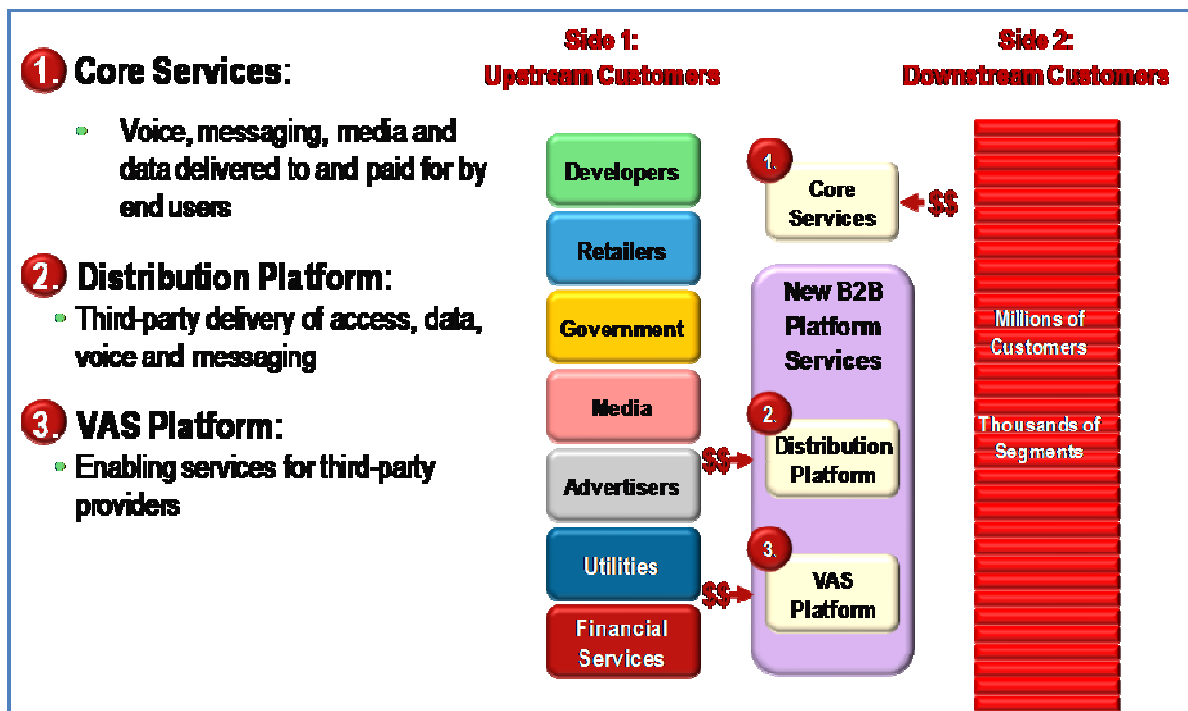 1. Core Services:
• Voice, messaging, media and
data delivered to and paid for by
end users
2. Distribution Platform:
• Third-party delivery of access, data,
voice and messaging
3. VAS Platform:
• Enabling services for third-party
providers
Side 1:
Upstream Customers
Developers
Retailers
Government
Media
Advertisers
Utilities
Financial
Services
1.
Core
Services
$$
New B2B
Platform
Services
$$
2.
Distribution
Platform
$$
3.
VAS
Platform
Side 2:
Downstream Customers
Millions of
Customers
Thousands of
Segments